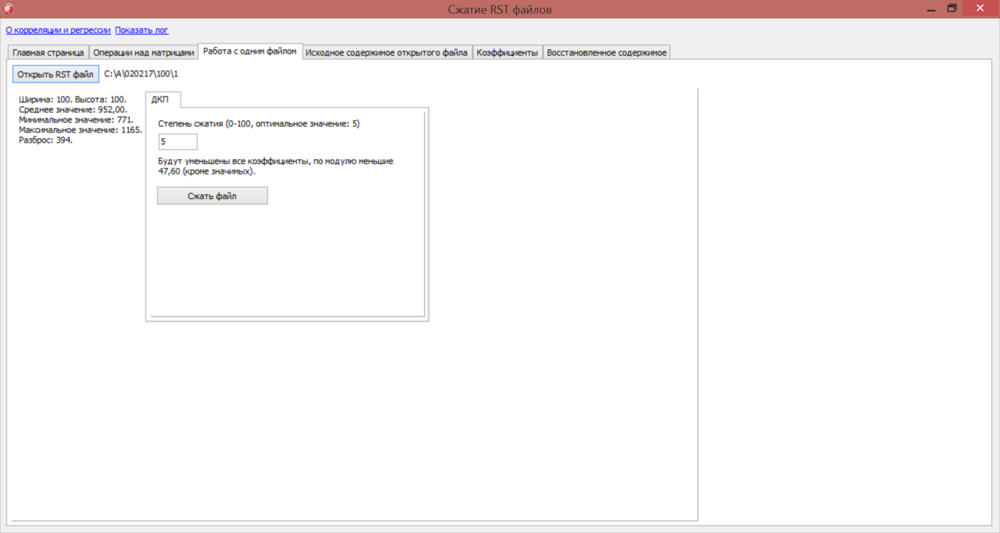 Сжатие RST файлов
О корреляции и регрессии Показать лог
Главная страница Операции над матрицами Работа с одним файлом Исходное содержимое открытого файла Коэффициенты Восстановленное содержимое
Открыть RST файл C:\A\020217\100\1
Ширина: 100. Высота: 100.
Среднее значение: 952,00.
Минимальное значение: 771.
Максимальное значение: 1165.
Разброс: 394.
ДКП
Степень сжатия (0-100, оптимальное значение: 5)
5
Будут уменьшены все коэффициенты, по модулю меньшие
47,60 (кроме значимых).
Сжать файл